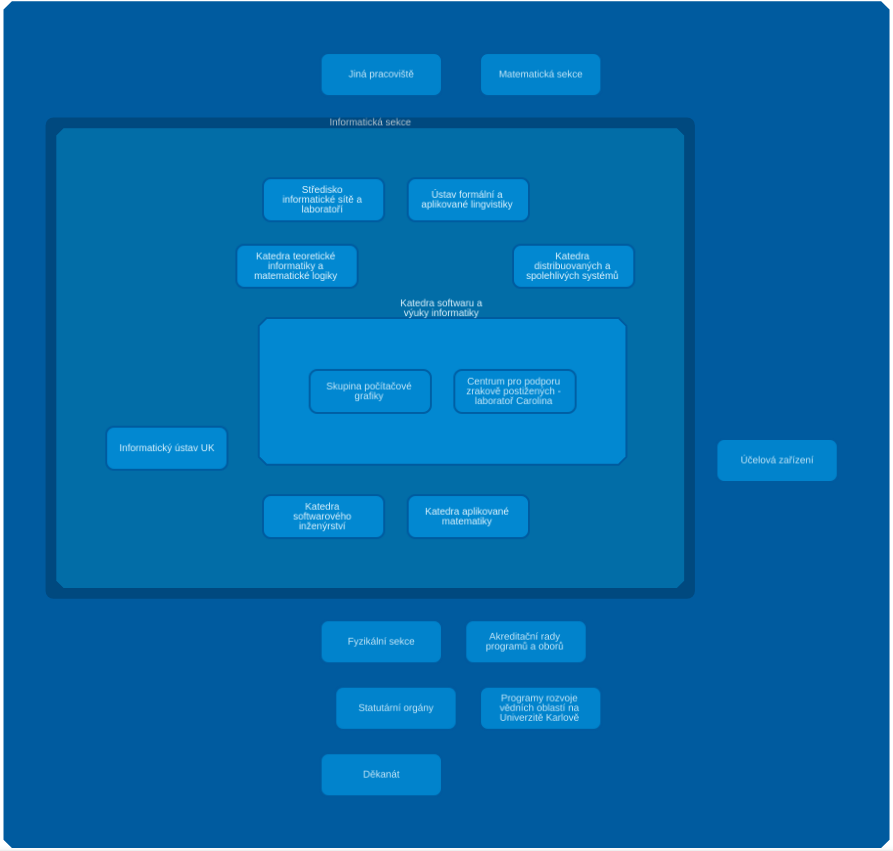 Jiná pracoviště
Matematická sekce
Informatická sekce
Středisko
informatické sítě a
laboratoří
Ústav formální a
aplikované lingvistiky
Katedra teoretické
informatiky a
matematické logiky
Katedra
distribuovaných a
spolehlivých systémů
Katedra softwaru a
výuky informatiky
Skupina počítačové
grafiky
Centrum pro podporu
zrakově postižených -
laboratoř Carolina
Informatický ústav UK
Účelová zařízení
Katedra
softwarového
inženýrství
Katedra aplikované
matematiky
Fyzikální sekce
Akreditační rady
programů a oborů
Statutární orgány
Programy rozvoje
vědních oblastí na
Univerzitě Karlově
Děkanát